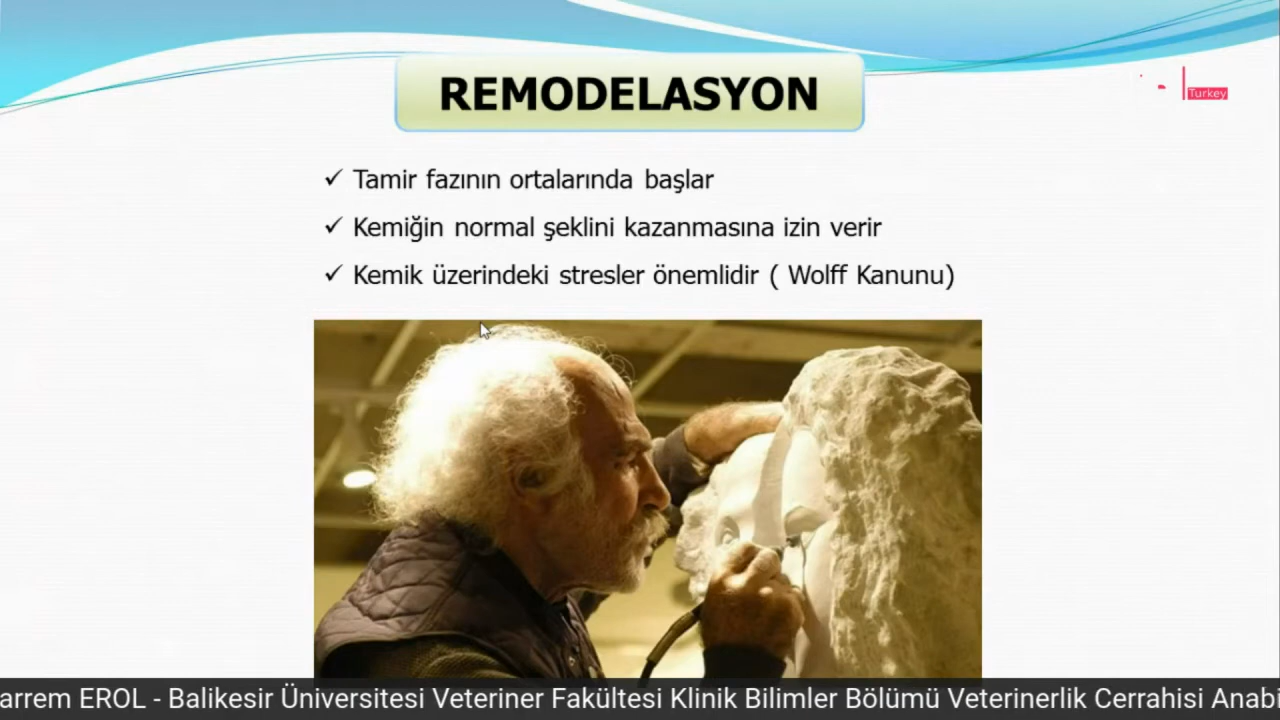 REMODELASYON
Turkey
✓ Tamir fazının ortalarında başlar
✓ Kemiğin normal şeklini kazanmasına izin verir
✓ Kemik üzerindeki stresler önemlidir ( Wolff Kanunu)
arrem EROL - Balikesir Üniversitesi Veteriner Fakültesi Klinik Bilimler Bölümü Veterinerlik Cerrahisi Anabi